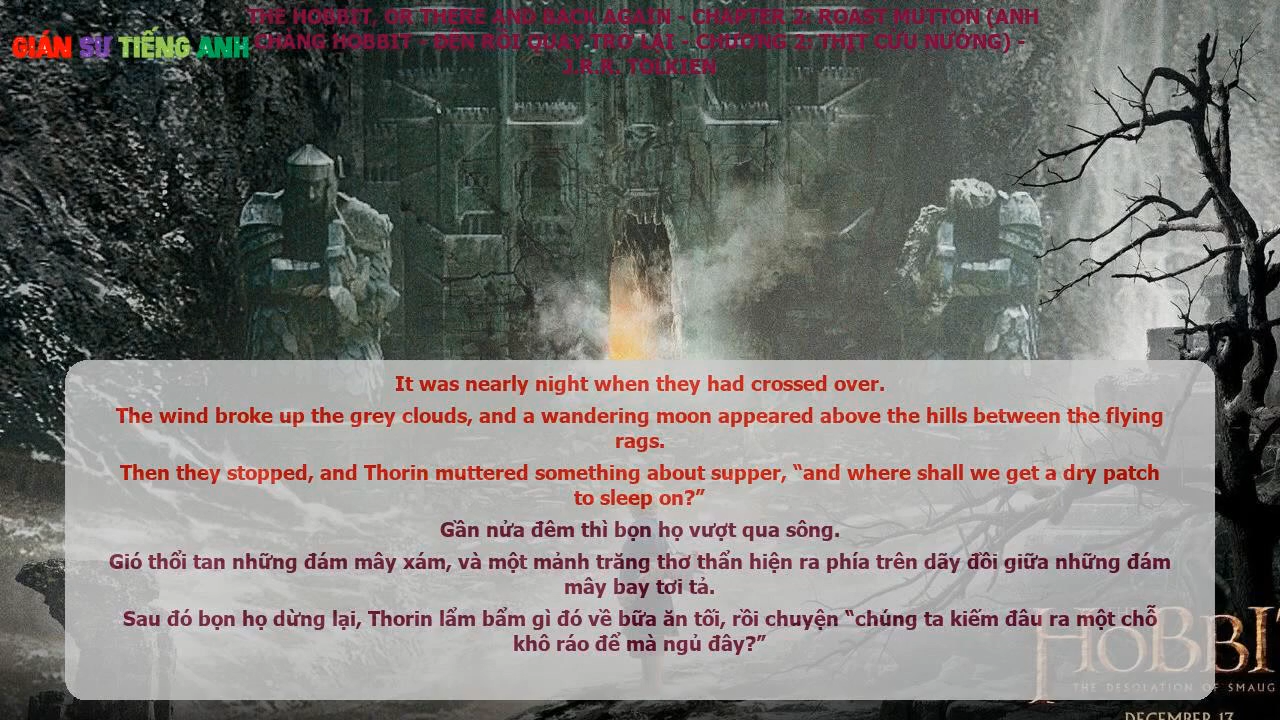 THE HOBBIT, OR THERE AND BACK AGAIN - CHAPTER 2: ROAST MUTTON (ANH
CHÀNG HOBBIT - ĐẾN RỒI QUAY TRỞ LẠI - CHƯƠNG 2: THỊT CỪU NƯỚNG) -
J.R.R. TOLKIEN
GIÁN SỨ TIẾNG ANH
It was nearly night when they had crossed over.
The wind broke up the grey clouds, and a wandering moon appeared above the hills between the flying
rags.
Then they stopped, and Thorin muttered something about supper, “and where shall we get a dry patch
to sleep on?”
Gần nửa đêm thì bọn họ vượt qua sông.
Gió thổi tan những đám mây xám, và một mảnh trăng thơ thẩn hiện ra phía trên dãy đồi giữa những đám
mây bay tơi tả.
Sau đó bọn họ dừng lại, Thorin lẩm bẩm gì đó về bữa ăn tối, rồi chuyện “chúng ta kiếm đâu ra một chỗ
khô ráo để mà ngủ đây?”
THE
HOBBIT
THE DESOLATION OF SMAUG
DECEMBER 13